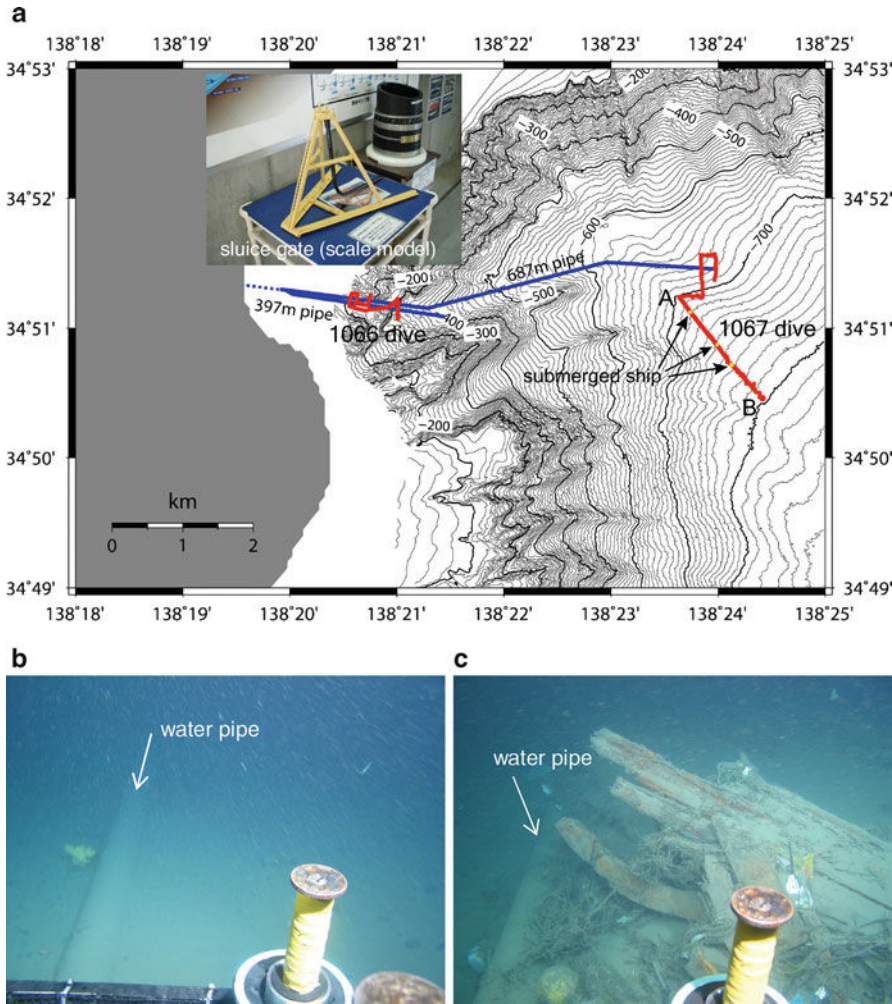 a
138°18' 138°19' 138°20' 138°21' 138°22' 138°23' 138°24' 138°25'
34°53' 34°53'
-300
-400
-500
34°52' 34°52'
sluice gate (scale model)
600
-700
-200
687m pipe
-500
397m pipe
A
400
34°51' 34°51'
1066 dive
-300
1067 dive
submerged ship
B
-200
34°50' 34°50'
km
0 1 2
34°49' 34°49'
138°18' 138°19' 138°20' 138°21' 138°22' 138°23' 138°24' 138°25'
b
c
water pipe
water pipe